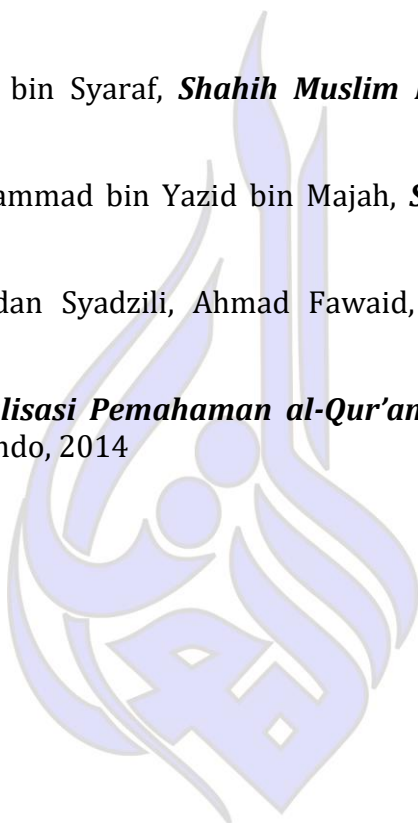 bin Syaraf, Shahih Muslim
ammad bin Yazid bin Majah,
dan Syadzili, Ahmad Fawaid,
lisasi Pemahaman al-Qur'an
ndo, 2014